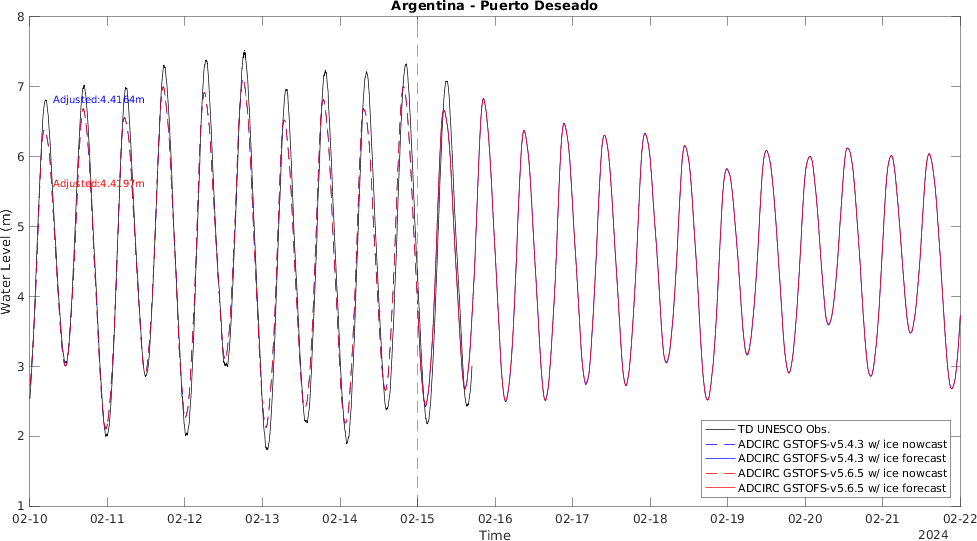 Argentina - Puerto Deseado
8
7
6
5
4
3
2
1
Water Level (m)
Adjusted:4.4164m
Adjusted:4.4197m
TD UNESCO Obs.
ADCIRC GSTOFS-v5.4.3 w/ ice nowcast
ADCIRC GSTOFS-v5.4.3 w/ ice forecast
ADCIRC GSTOFS-v5.6.5 w/ ice nowcast
ADCIRC GSTOFS-v5.6.5 w/ ice forecast
02-10 02-11 02-12 02-13 02-14 02-15 02-16 02-17 02-18 02-19 02-20 02-21 02-22
Time
2024